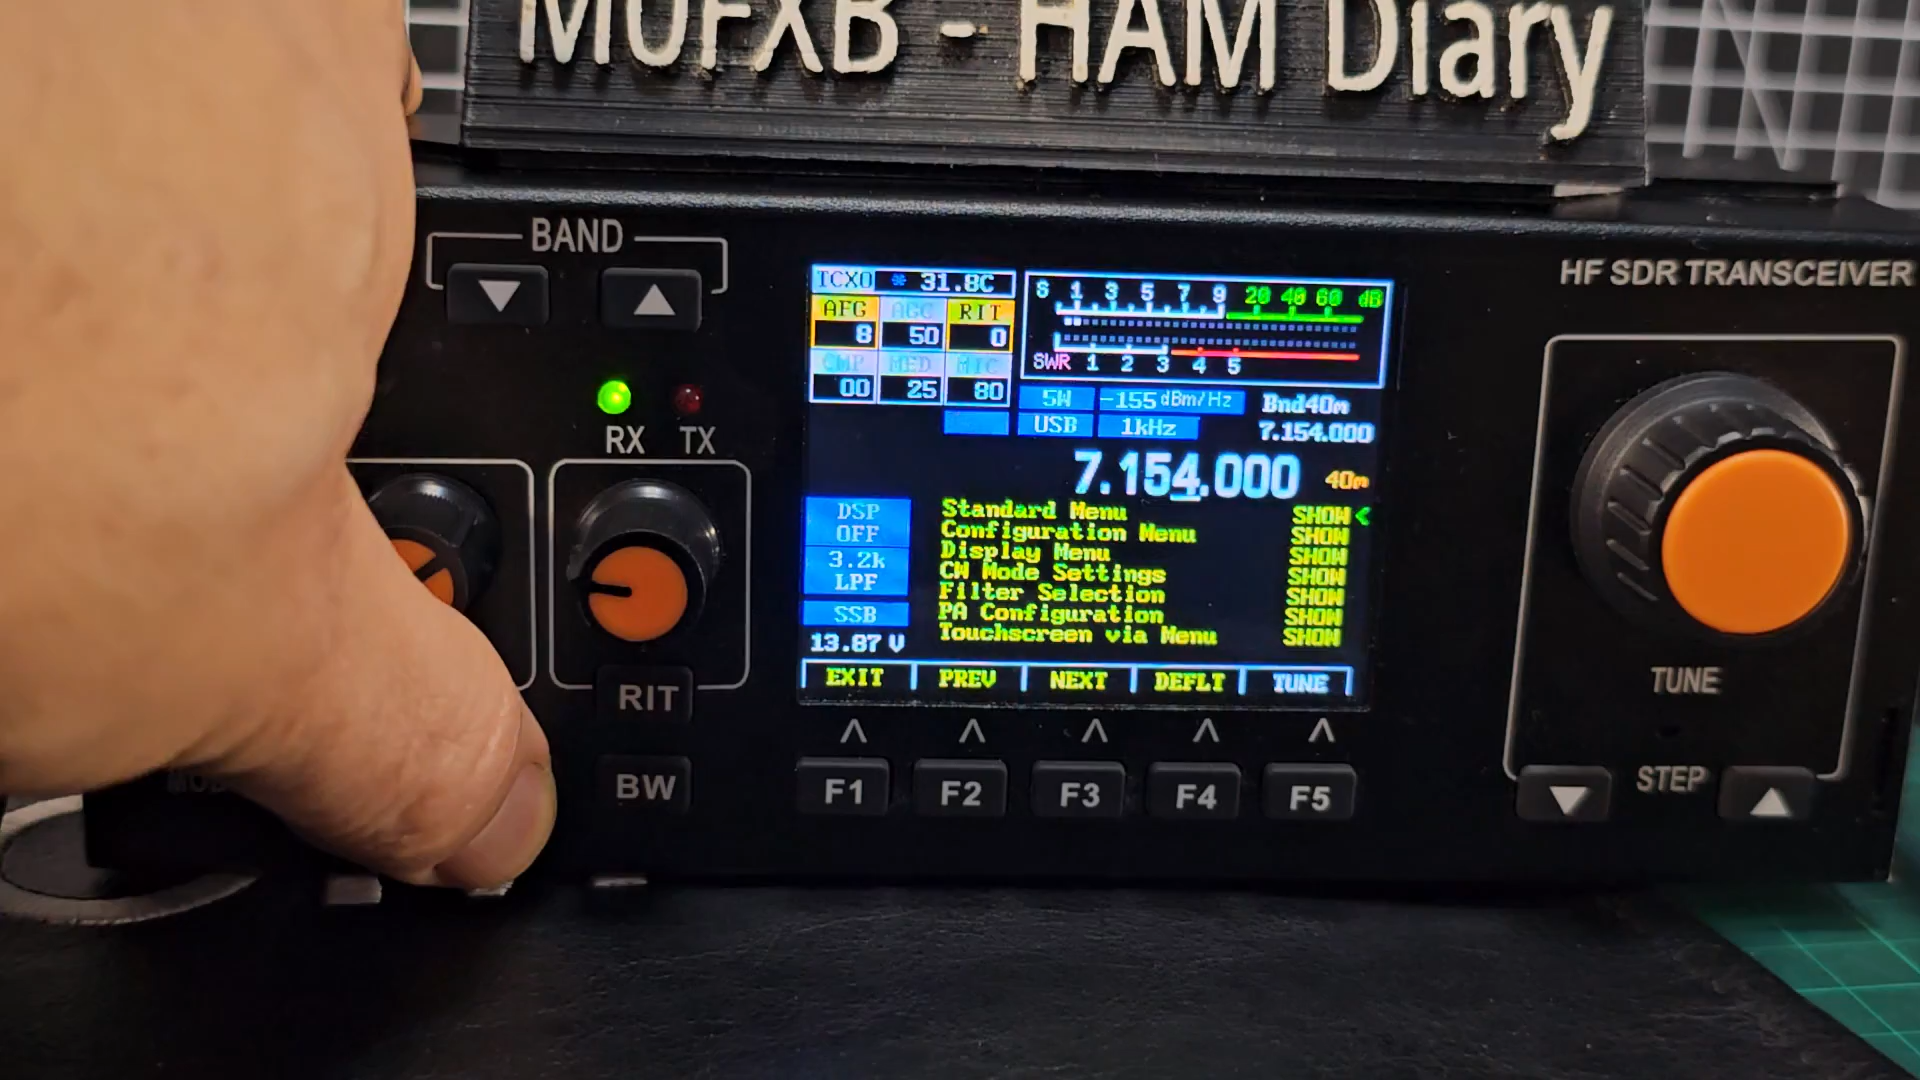 MUFXB - HAM Diary
BAND
HF SDR TRANSCEIVER
TCXO * 31.8C
AFG AGC RIT
8 50 0
CMP MED MIC
00 25 80
S 1 3 5 7 9 20 40 60 dB
SWR 1 2 3 4 5
5W -155 dBm/Hz Bnd40m
USB 1kHz 7.154.000
7.154.000 40m
RX TX
DSP
OFF
3.2k
LPF
SSB
13.87 V
Standard Menu SHOW <
Configuration Menu SHOW
Display Menu SHOW
CW Mode Settings SHOW
Filter Selection SHOW
PA Configuration SHOW
Touchscreen via Menu SHOW
EXIT PREV NEXT DEFLT TUNE
RIT
BW
F1 F2 F3 F4 F5
TUNE
STEP